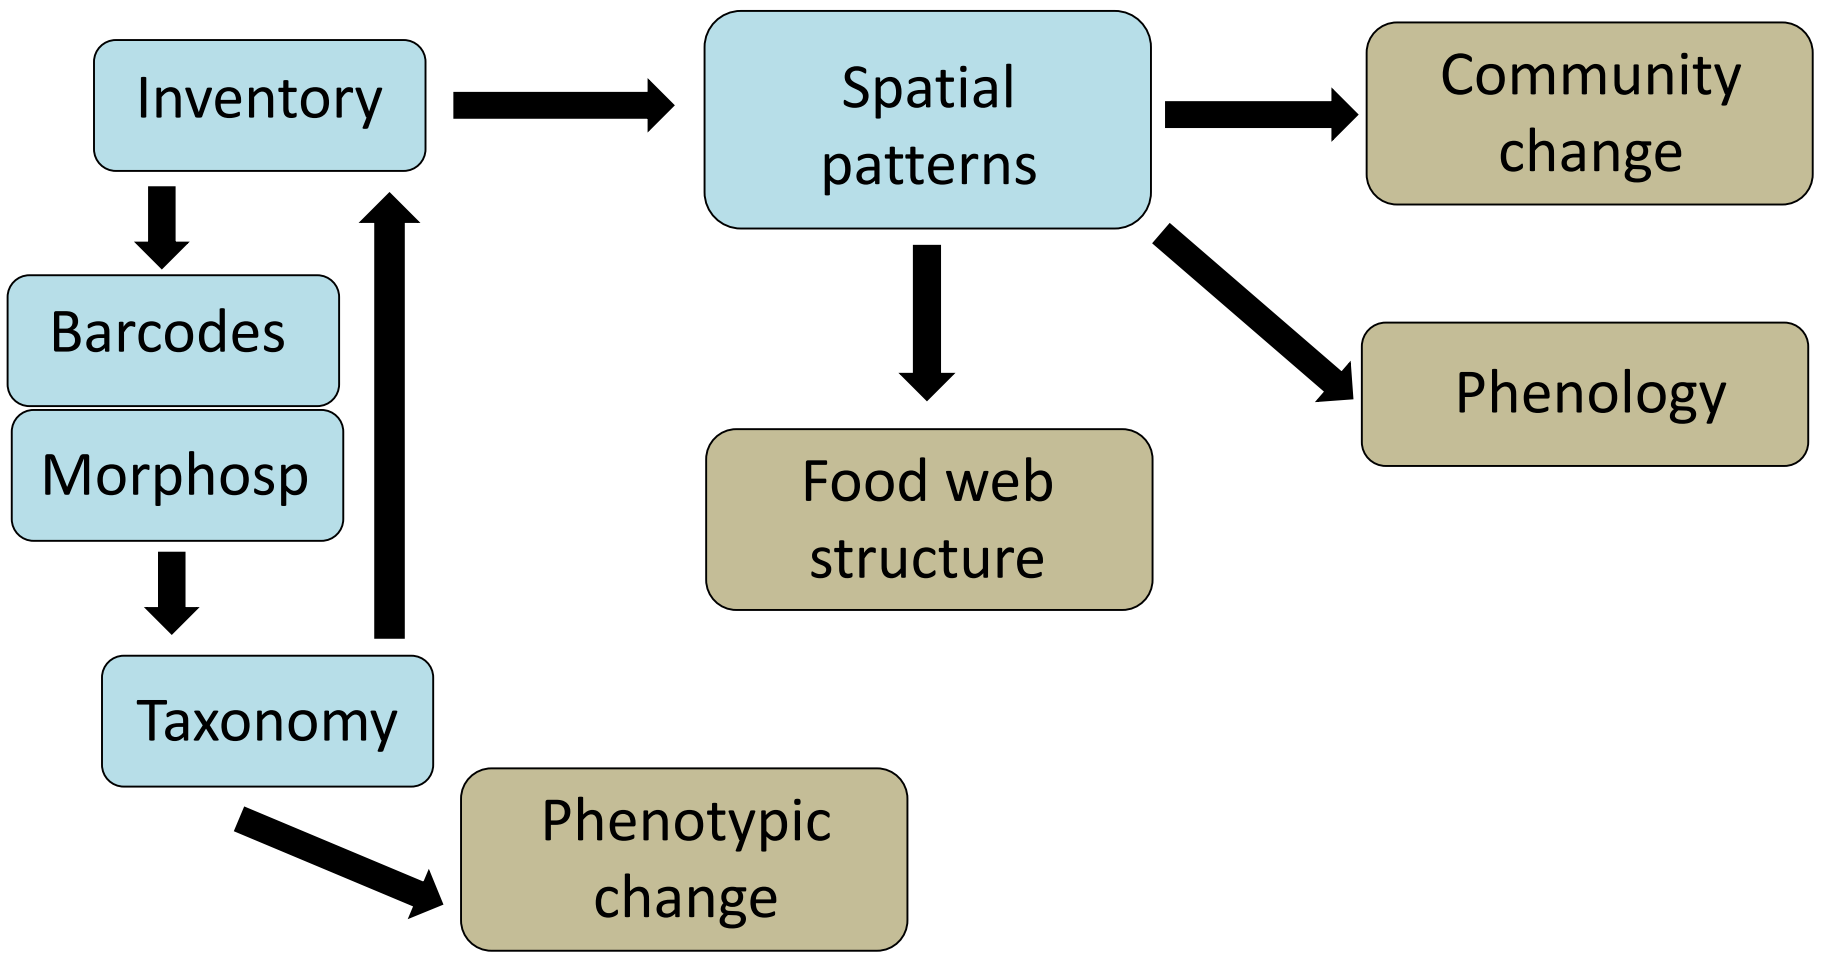 Inventory
Spatial
patterns
Community
change
Barcodes
Morphosp
Phenology
Food web
structure
Taxonomy
Phenotypic
change